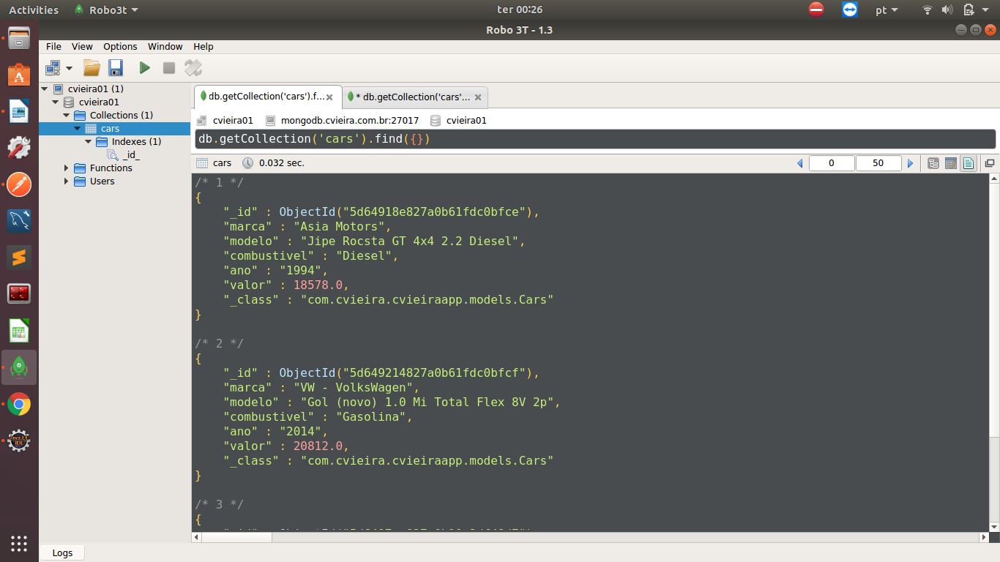 Activities Robo3t ter 00:26 pt
Robo 3T - 1.3
File View Options Window Help
cvieira01 (1)
cvieira01
Collections (1)
cars
Indexes (1)
_id_
Functions
Users
db.getCollection('cars').f... * db.getCollection('cars'...
cvieira01 mongodb.cvieira.com.br:27017 cvieira01
db.getCollection('cars').find({})
cars 0.032 sec. 0 50
/* 1 */
{
"_id" : ObjectId("5d64918e827a0b61fdc0bfce"),
"marca" : "Asia Motors",
"modelo" : "Jipe Rocsta GT 4x4 2.2 Diesel",
"combustivel" : "Diesel",
"ano" : "1994",
"valor" : 18578.0,
"_class" : "com.cvieira.cvieiraapp.models.Cars"
}
/* 2 */
{
"_id" : ObjectId("5d649214827a0b61fdc0bfcf"),
"marca" : "VW - VolksWagen",
"modelo" : "Gol (novo) 1.0 Mi Total Flex 8V 2p",
"combustivel" : "Gasolina",
"ano" : "2014",
"valor" : 20812.0,
"_class" : "com.cvieira.cvieiraapp.models.Cars"
}
/* 3 */
{
Java EE
IDE
Logs